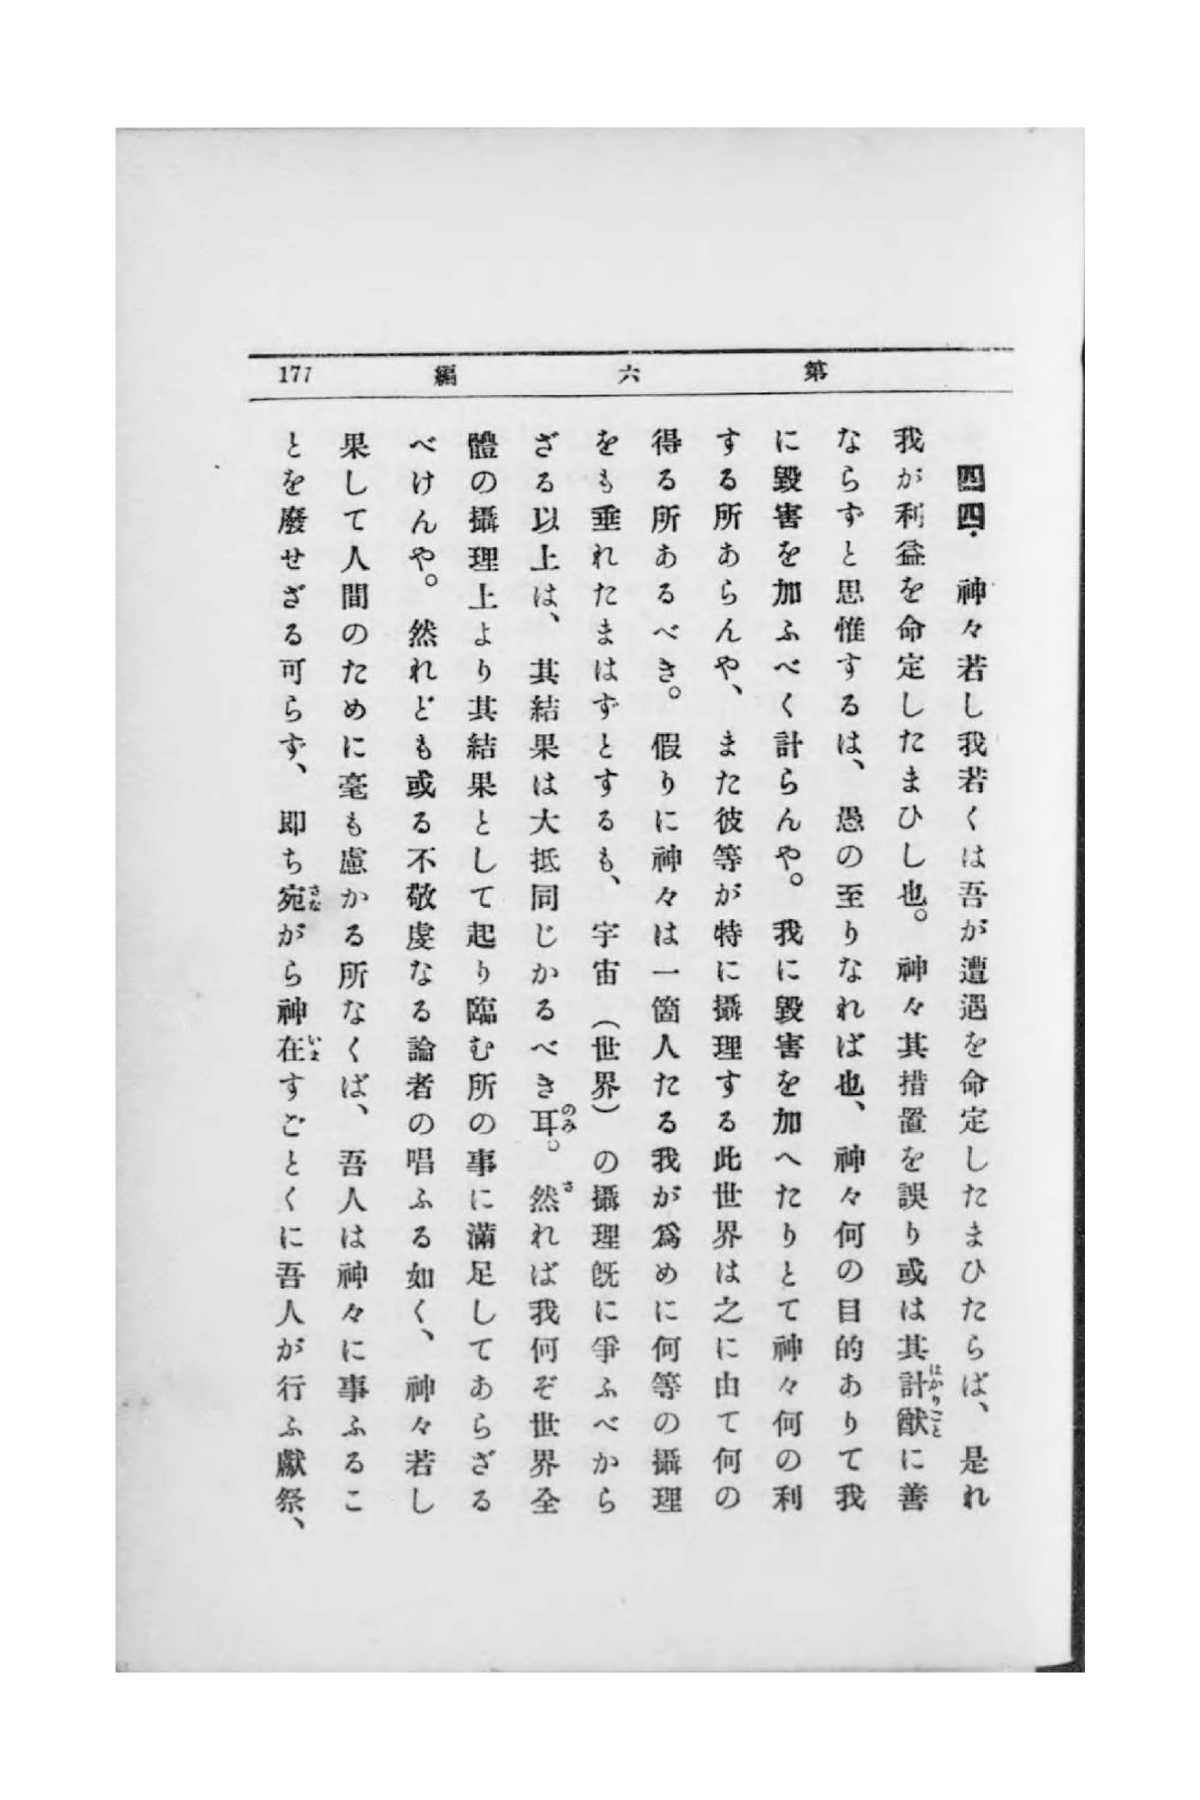 第六編
177
四四・神々若し我若くは吾が遭遇を命定したまひたらば、是れ
我が利益を命定したまひし也。神々其措置を誤り或は其計猷に善
はかりごと
ならずと思惟するは、愚の至りなれば也、神々何の目的ありて我
に毀害を加ふべく計らんや。我に毀害を加へたりとて神々何の利
する所あらんや、また彼等が特に攝理する此世界は之に由て何の
得る所あるべき。假りに神々は一箇人たる我が爲めに何等の攝理
をも垂れたまはずとするも、宇宙(世界)の攝理旣に爭ふべから
ざる以上は、其結果は大抵同じかるべき耳。然れば我何ぞ世界全
のみ
さ
體の攝理上より其結果として起り臨む所の事に滿足してあらざる
べけんや。然れども或る不敬虔なる論者の唱ふる如く、神々若し
果して人間のために毫も慮かる所なくば、吾人は神々に事ふるこ
とを廢せざる可らず、即ち宛がら神在すごとくに吾人が行ふ獻祭、
さな
いま